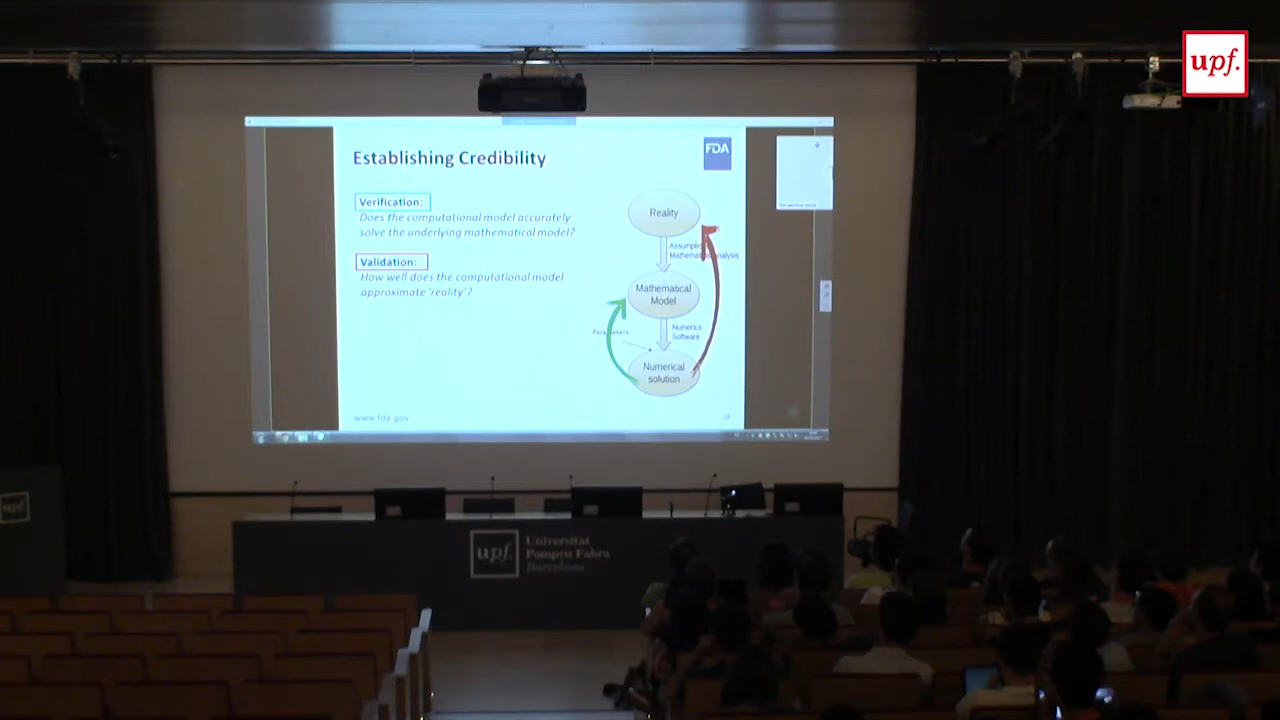 upf.
Establishing Credibility
FDA
Verification:
Does the computational model accurately
solve the underlying mathematical model?
Validation:
How well does the computational model
approximate 'reality'?
Reality
Mathematical
Model
Numerics
Software
Numerical
solution
www.fda.gov
upf.
Universitat
Pompeu Fabra
Barcelona
upf.